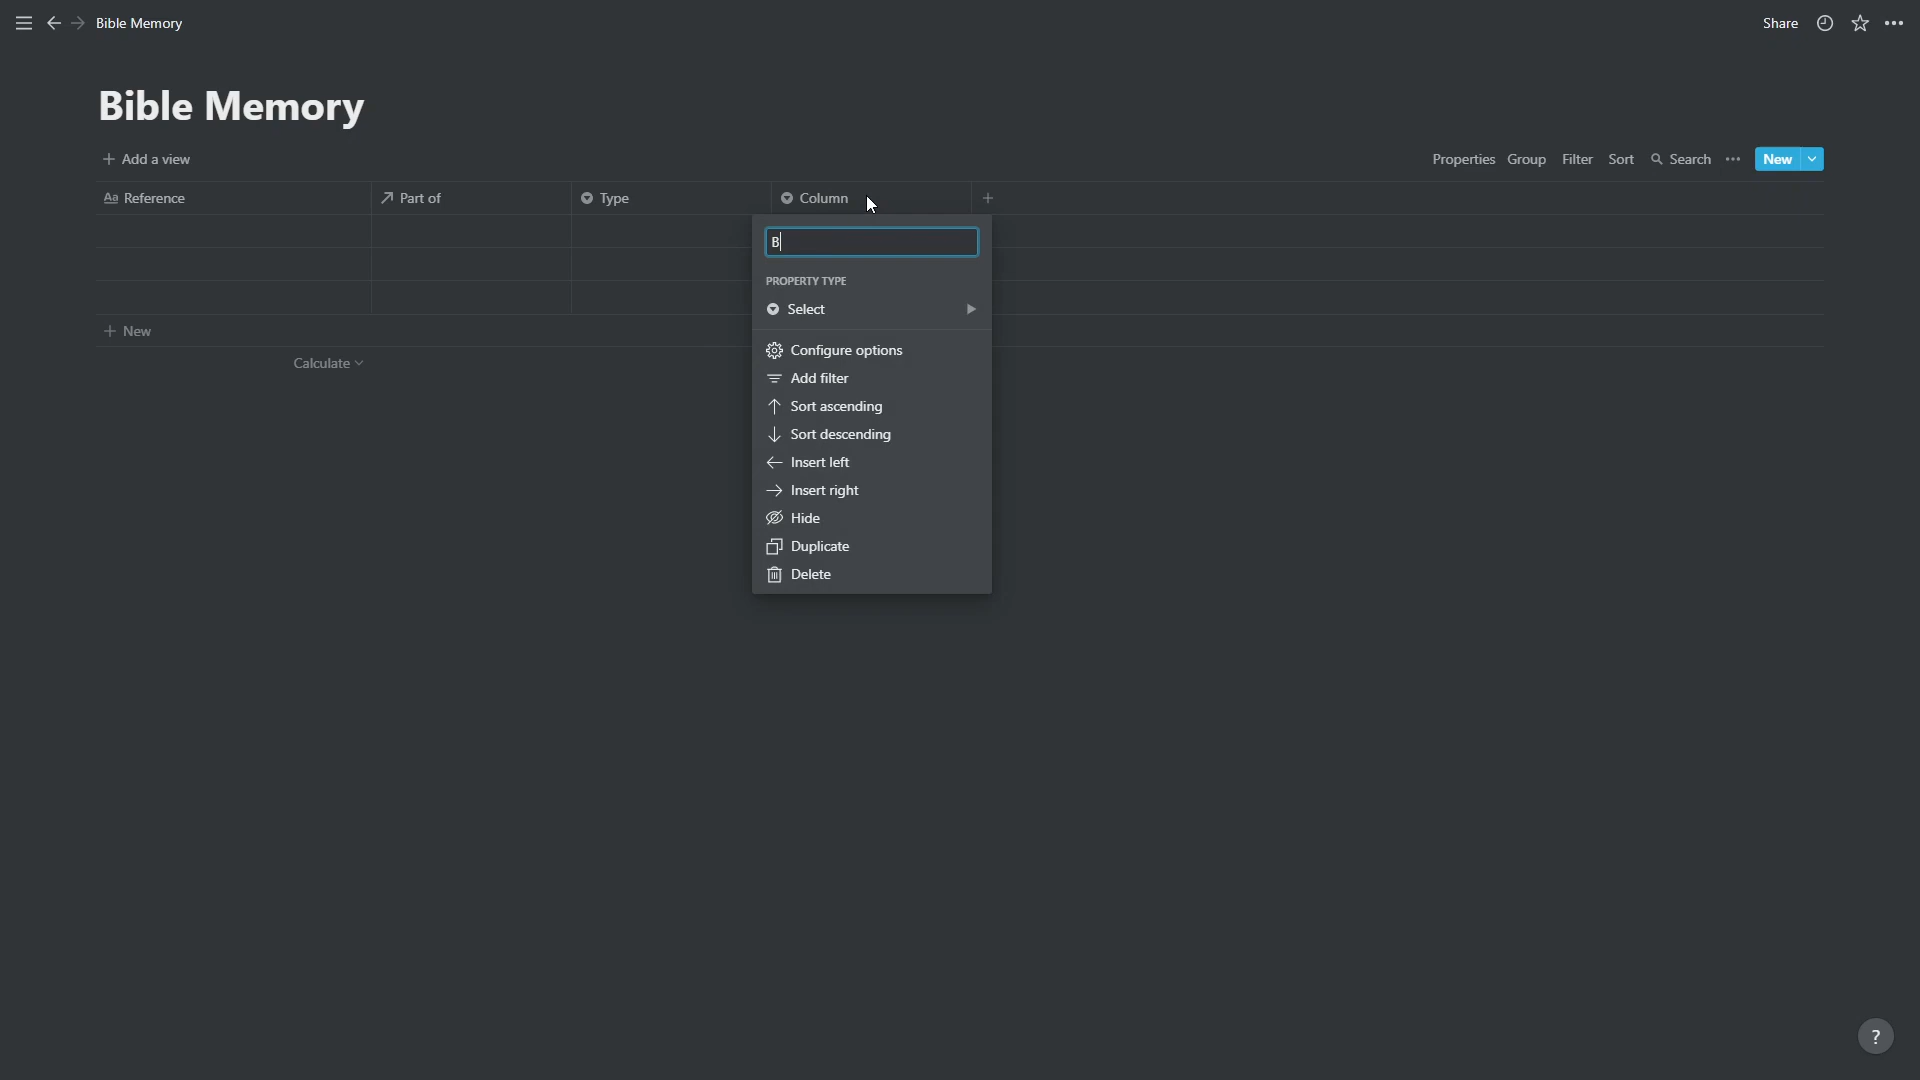 Bible Memory
Share
Bible Memory
Add a view
Properties Group Filter Sort Search New
Aa Reference Part of Type Column
B
PROPERTY TYPE
Select
New
Configure options
Calculate
Add filter
Sort ascending
Sort descending
Insert left
Insert right
Hide
Duplicate
Delete
?